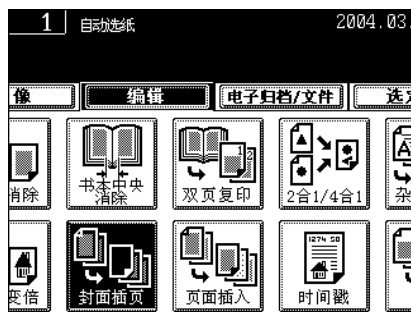 1 自动选纸 2004.03.
像 编辑 电子归档/文件 选定
消除 书本中央消除 双页复印 2合1/4合1 杂
变倍 封面插页 页面插入 时间戳